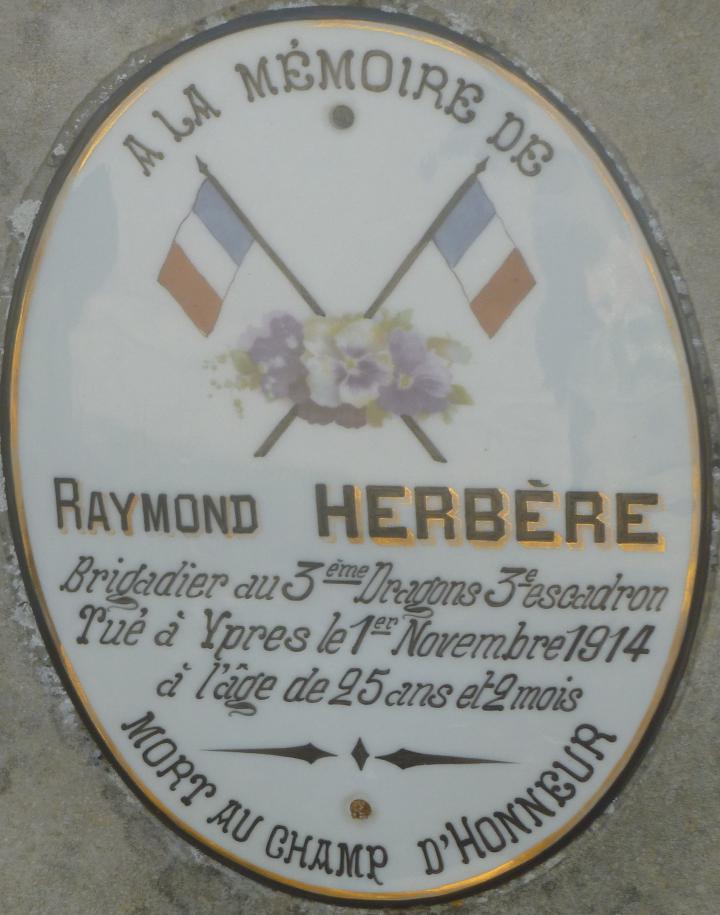 A LA MÉMOIRE DE
RAYMOND HERBÈRE
Brigadier au 3ème Dragons 3e escadron
Tué à Ypres le 1er Novembre 1914
à l'âge de 25 ans et 2 mois
MORT AU CHAMP D'HONNEUR